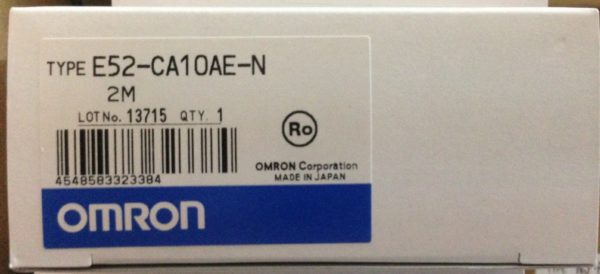 TYPE E52-CA10AE-N
2M
LOT No. 13715 QTY. 1
Ro
OMRON Corporation
MADE IN JAPAN
4548583323384
OMRON